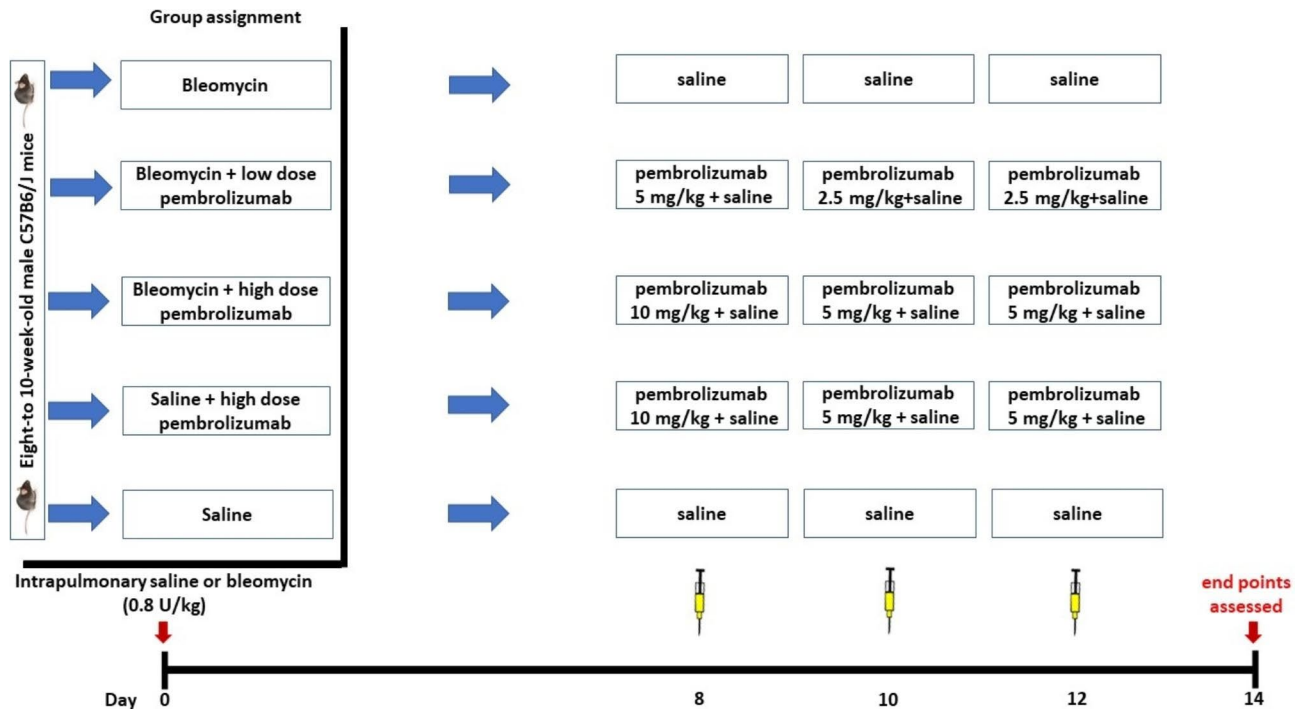 Group assignment
Eight-to 10-week-old male C57B6/J mice
Bleomycin
saline
saline
saline
Bleomycin + low dose
pembrolizumab
pembrolizumab
5 mg/kg + saline
pembrolizumab
2.5 mg/kg+saline
pembrolizumab
2.5 mg/kg+saline
Bleomycin + high dose
pembrolizumab
pembrolizumab
10 mg/kg + saline
pembrolizumab
5 mg/kg + saline
pembrolizumab
5 mg/kg + saline
Saline + high dose
pembrolizumab
pembrolizumab
10 mg/kg + saline
pembrolizumab
5 mg/kg + saline
pembrolizumab
5 mg/kg + saline
Saline
saline
saline
saline
Intrapulmonary saline or bleomycin
(0.8 U/kg)
end points
assessed
Day 0 8 10 12 14